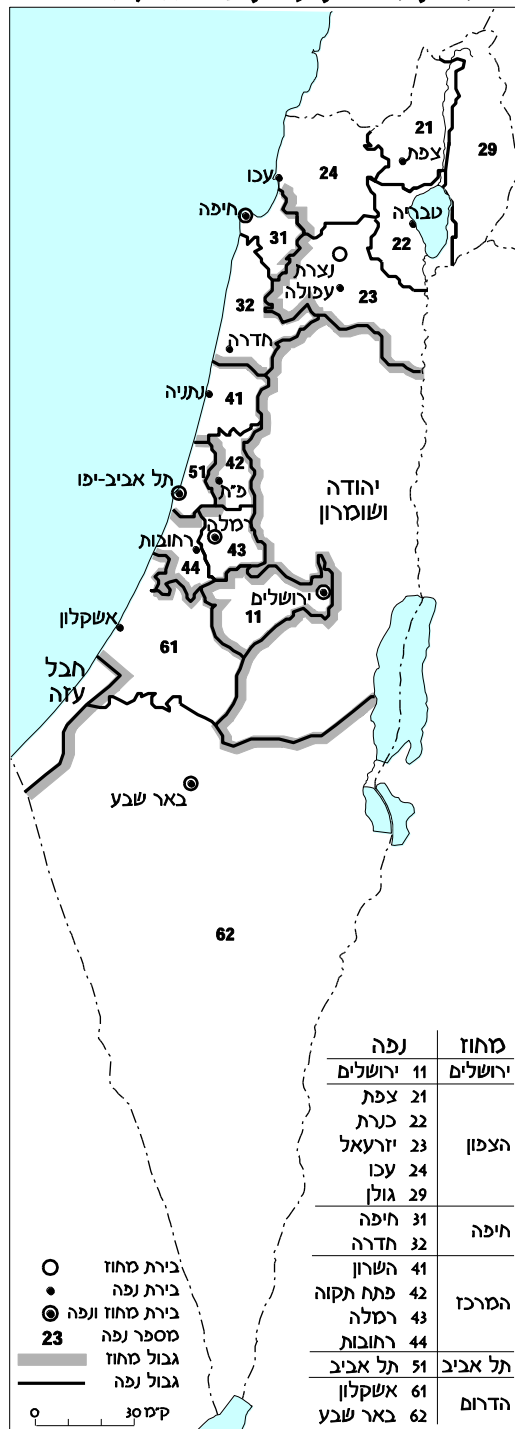 21
צפת
29
24
עכו
חיפה
31
טבריה
22
נצרת
עפולה
23
32
חדרה
נתניה
41
51
42
פ"ת
תל אביב-יפו
יהודה
ושומרון
רמלה
43
רחובות
44
ירושלים
11
אשקלון
61
חבל
עזה
באר שבע
62
מחוז נפה
ירושלים 11 ירושלים
הצפון
21 צפת
22 כנרת
23 יזרעאל
24 עכו
29 גולן
חיפה
31 חיפה
32 חדרה
המרכז
41 השרון
42 פתח תקוה
43 רמלה
44 רחובות
תל אביב 51 תל אביב
הדרום
61 אשקלון
62 באר שבע
בירת מחוז
בירת נפה
בירת מחוז ונפה
מספר נפה 23
גבול מחוז
גבול נפה
0 30 ק"מ